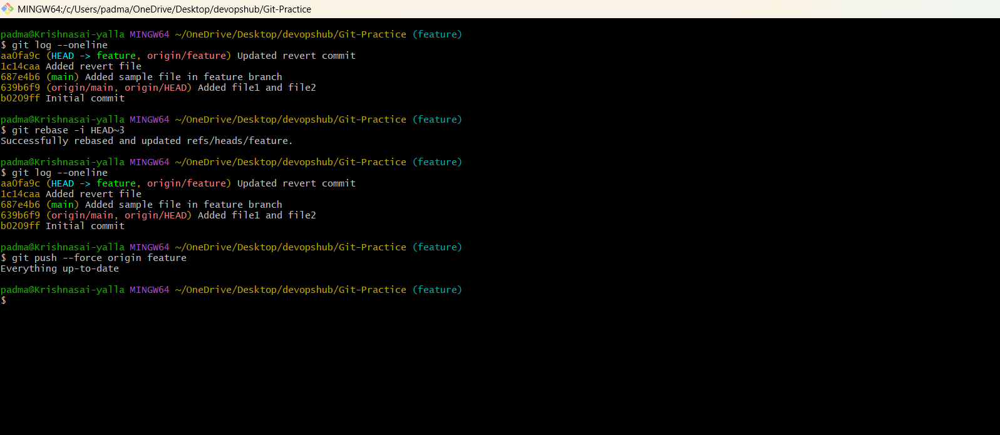 MINGW64:/c/Users/padma/OneDrive/Desktop/devopshub/Git-Practice
padma@Krishnasai-yalla MINGW64 ~/OneDrive/Desktop/devopshub/Git-Practice (feature)
$ git log --oneline
aa0fa9c (HEAD -> feature, origin/feature) Updated revert commit
1c14caa Added revert file
687e4b6 (main) Added sample file in feature branch
639b6f9 (origin/main, origin/HEAD) Added file1 and file2
b0209ff Initial commit
padma@Krishnasai-yalla MINGW64 ~/OneDrive/Desktop/devopshub/Git-Practice (feature)
$ git rebase -i HEAD~3
Successfully rebased and updated refs/heads/feature.
padma@Krishnasai-yalla MINGW64 ~/OneDrive/Desktop/devopshub/Git-Practice (feature)
$ git log --oneline
aa0fa9c (HEAD -> feature, origin/feature) Updated revert commit
1c14caa Added revert file
687e4b6 (main) Added sample file in feature branch
639b6f9 (origin/main, origin/HEAD) Added file1 and file2
b0209ff Initial commit
padma@Krishnasai-yalla MINGW64 ~/OneDrive/Desktop/devopshub/Git-Practice (feature)
$ git push --force origin feature
Everything up-to-date
padma@Krishnasai-yalla MINGW64 ~/OneDrive/Desktop/devopshub/Git-Practice (feature)
$